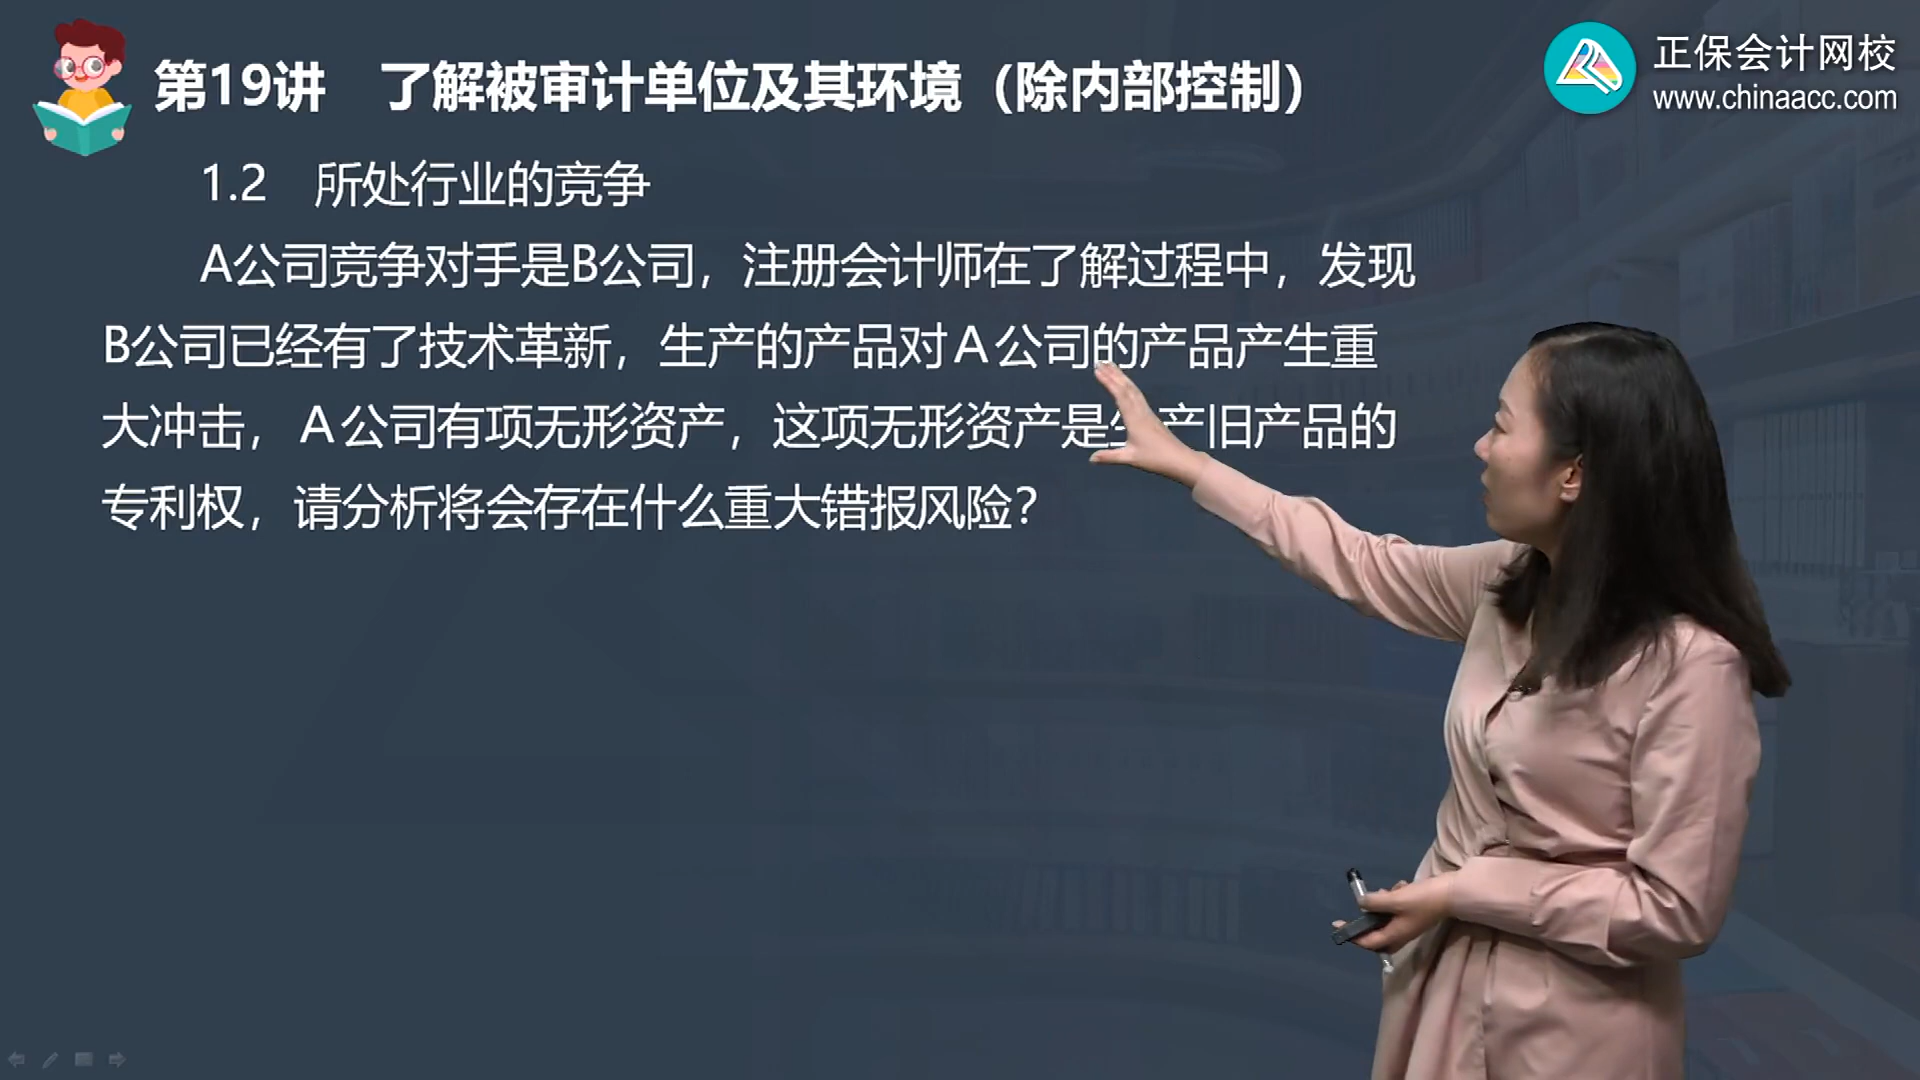 第19讲　了解被审计单位及其环境（除内部控制）
正保会计网校
www.chinaacc.com
1.2　所处行业的竞争
A公司竞争对手是B公司，注册会计师在了解过程中，发现
B公司已经有了技术革新，生产的产品对A公司的产品产生重
大冲击，A公司有项无形资产，这项无形资产是生产旧产品的
专利权，请分析将会存在什么重大错报风险？